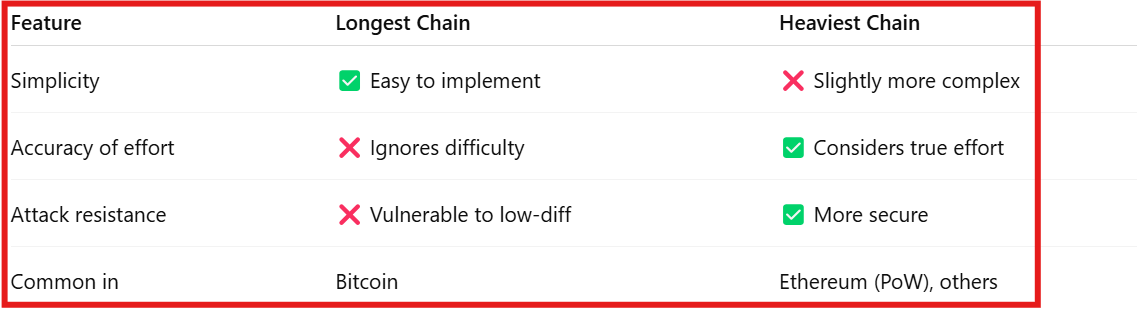 Feature Longest Chain Heaviest Chain
Simplicity ✅ Easy to implement ❌ Slightly more complex
Accuracy of effort ❌ Ignores difficulty ✅ Considers true effort
Attack resistance ❌ Vulnerable to low-diff ✅ More secure
Common in Bitcoin Ethereum (PoW), others